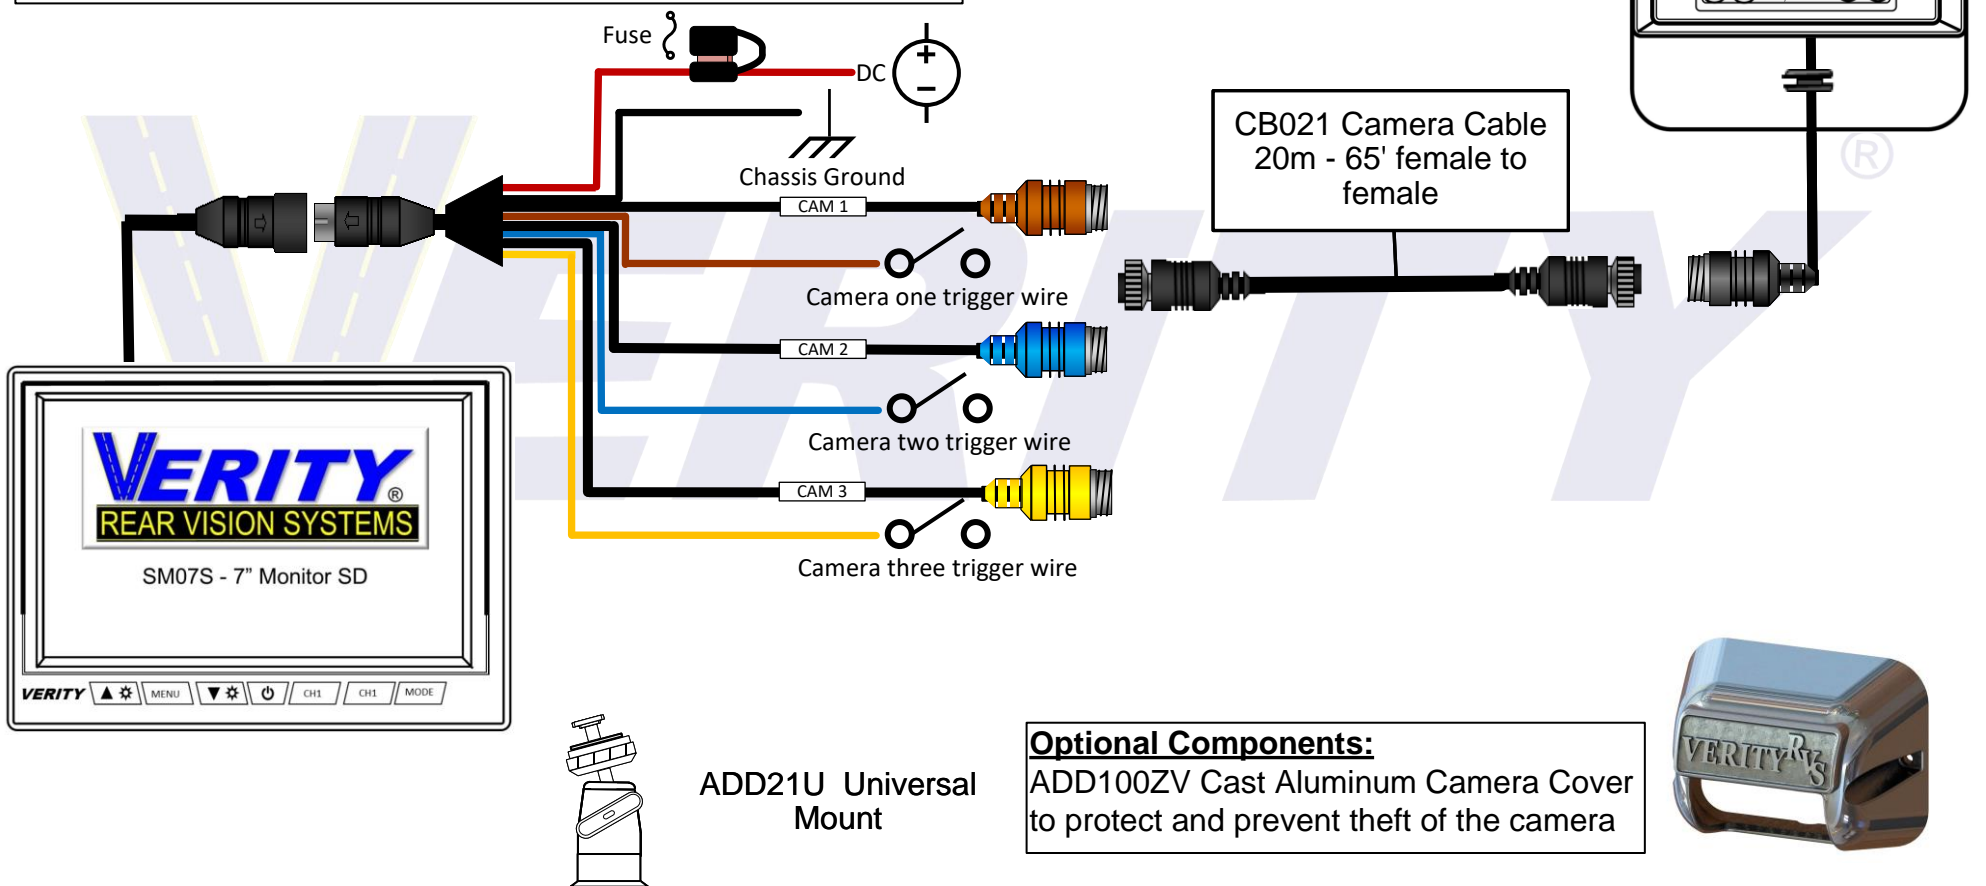 Fuse
DC
Chassis Ground
CAM 1
Camera one trigger wire
CAM 2
Camera two trigger wire
CAM 3
Camera three trigger wire
CB021 Camera Cable
20m - 65' female to
female
VERITY
®
VERITY®
REAR VISION SYSTEMS
SM07S - 7” Monitor SD
VERITY MENU CH1 CH1 MODE
ADD21U Universal
Mount
Optional Components:
ADD100ZV Cast Aluminum Camera Cover
to protect and prevent theft of the camera
VERITY RVS